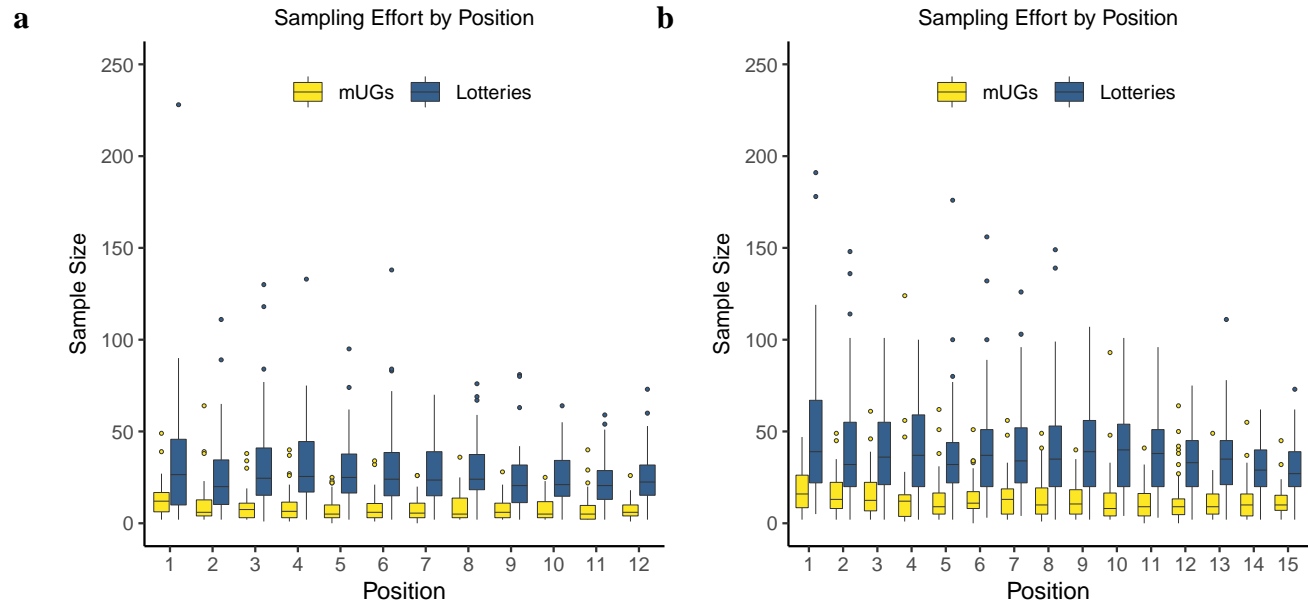 a
Sampling Effort by Position
250
200
150
100
50
0
Sample Size
mUGs
Lotteries
1 2 3 4 5 6 7 8 9 10 11 12
Position
b
Sampling Effort by Position
250
200
150
100
50
0
Sample Size
mUGs
Lotteries
1 2 3 4 5 6 7 8 9 10 11 12 13 14 15
Position